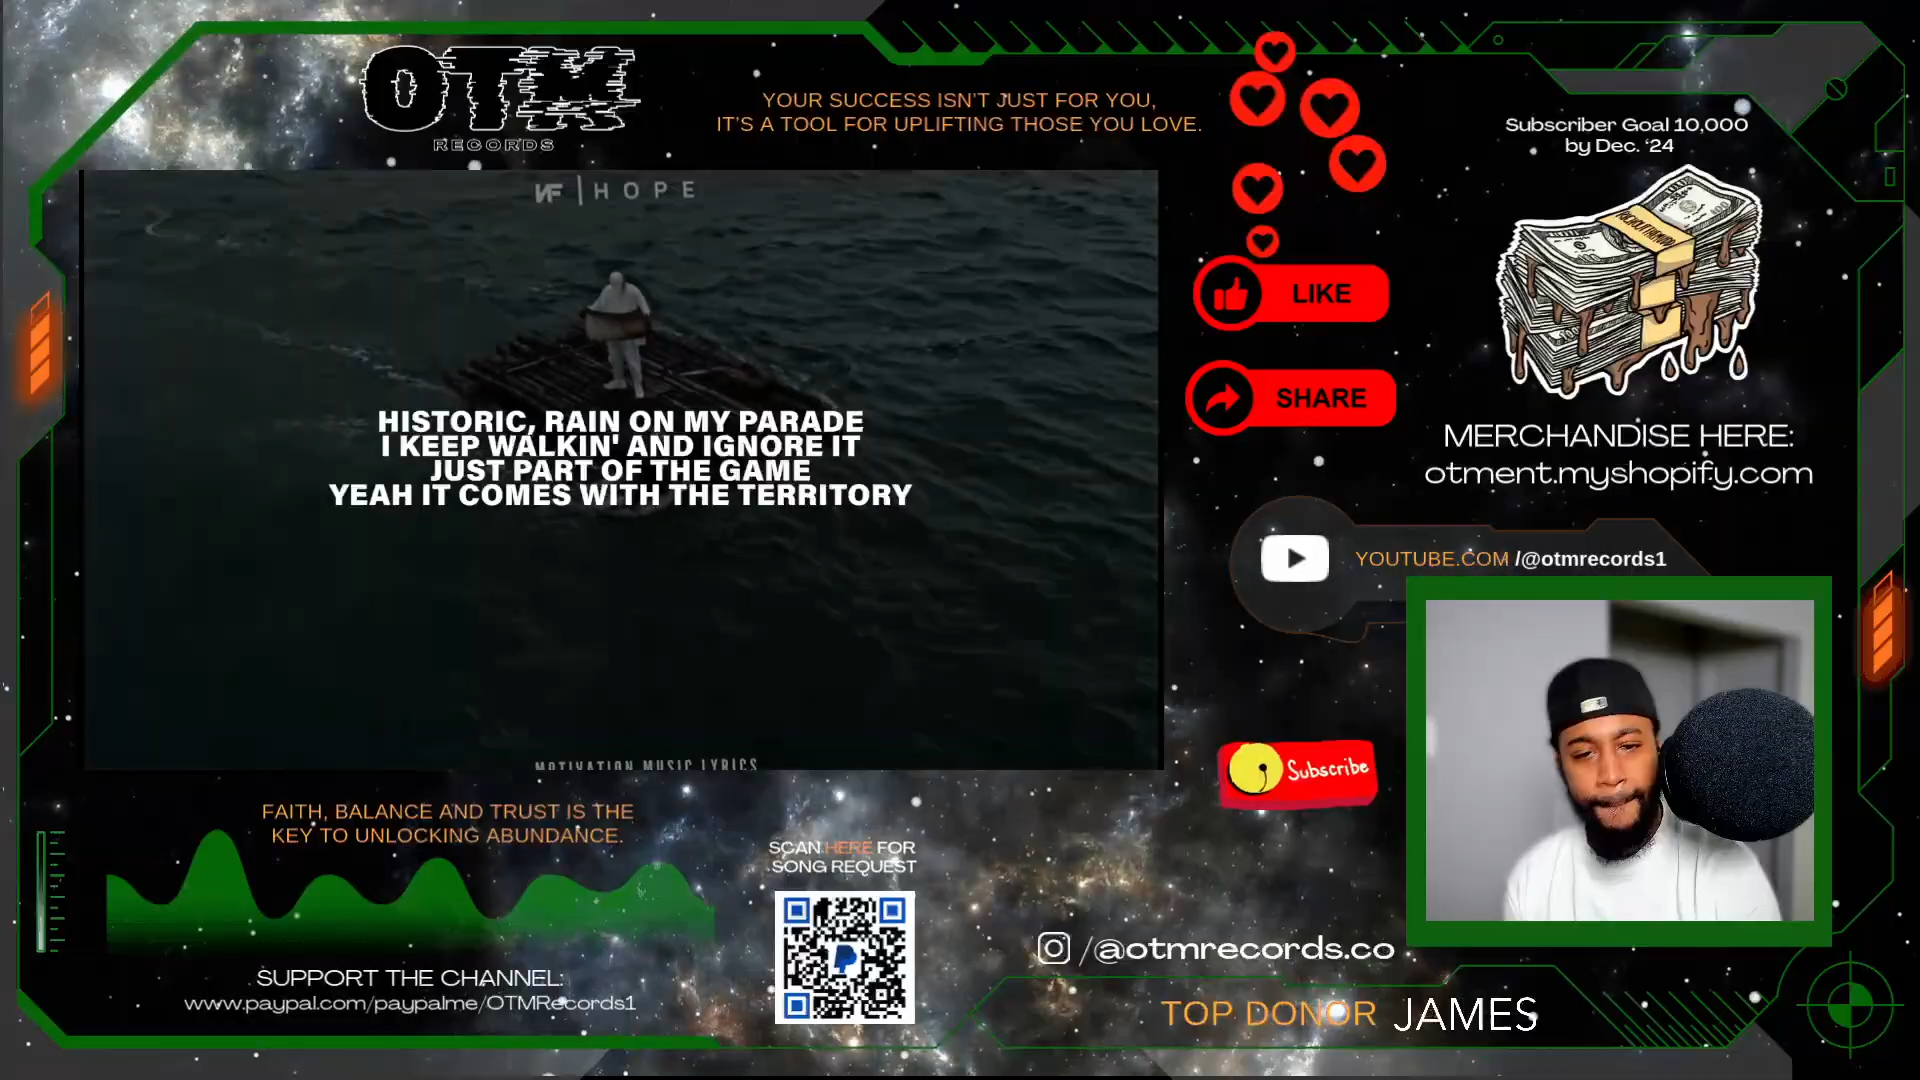 OTM
RECORDS
YOUR SUCCESS ISN'T JUST FOR YOU,
IT'S A TOOL FOR UPLIFTING THOSE YOU LOVE.
Subscriber Goal 10,000
by Dec. '24
NF | HOPE
LIKE
SHARE
HISTORIC, RAIN ON MY PARADE
I KEEP WALKIN' AND IGNORE IT
JUST PART OF THE GAME
YEAH IT COMES WITH THE TERRITORY
MERCHANDISE HERE:
otment.myshopify.com
YOUTUBE.COM /@otmrecords1
MOTIVATION MUSIC LYRICS
Subscribe
FAITH, BALANCE AND TRUST IS THE
KEY TO UNLOCKING ABUNDANCE.
SCAN HERE FOR
SONG REQUEST
/@otmrecords.co
SUPPORT THE CHANNEL:
www.paypal.com/paypalme/OTMRecords1
TOP DONOR JAMES